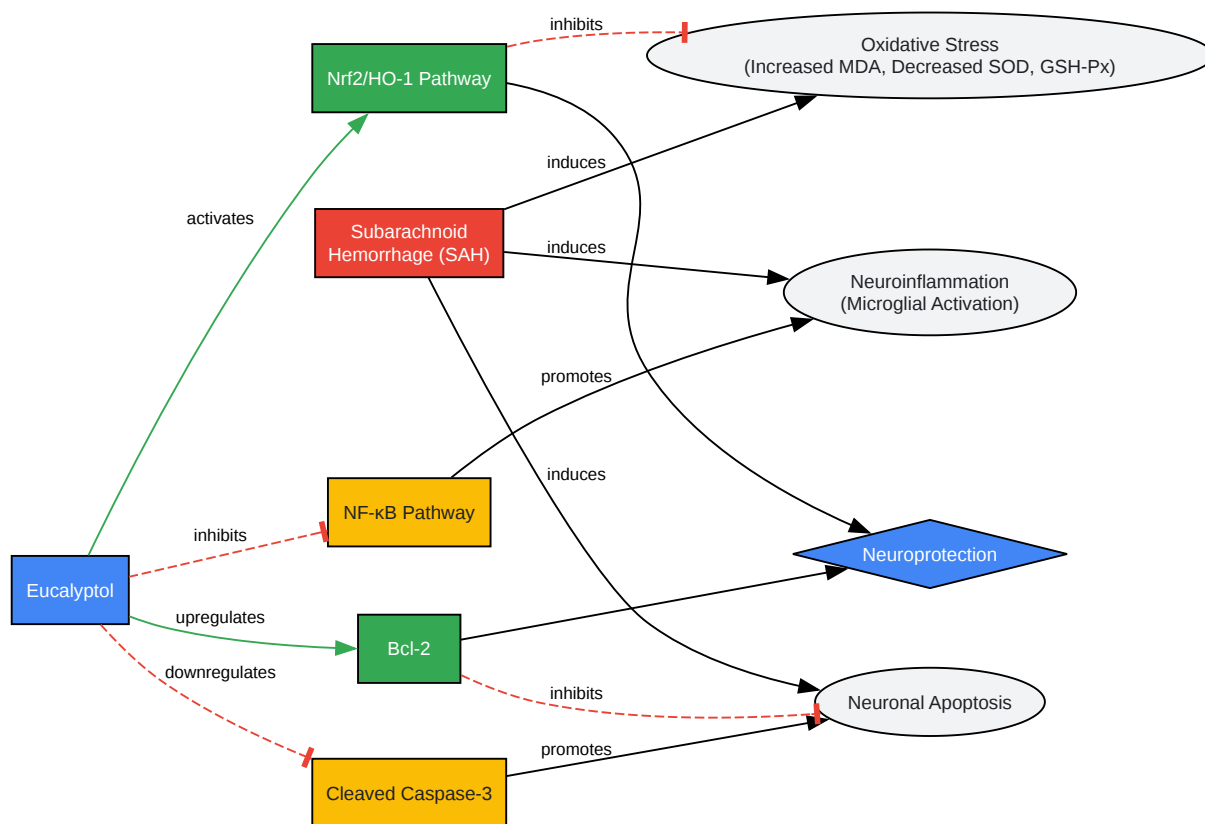 inhibits
Oxidative Stress
(Increased MDA, Decreased SOD, GSH-Px)
Nrf2/HO-1 Pathway
induces
activates
Subarachnoid
Hemorrhage (SAH)
induces
Neuroinflammation
(Microglial Activation)
promotes
induces
NF-κB Pathway
inhibits
Neuroprotection
Eucalyptol
upregulates
Bcl-2
downregulates
inhibits
Neuronal Apoptosis
promotes
Cleaved Caspase-3